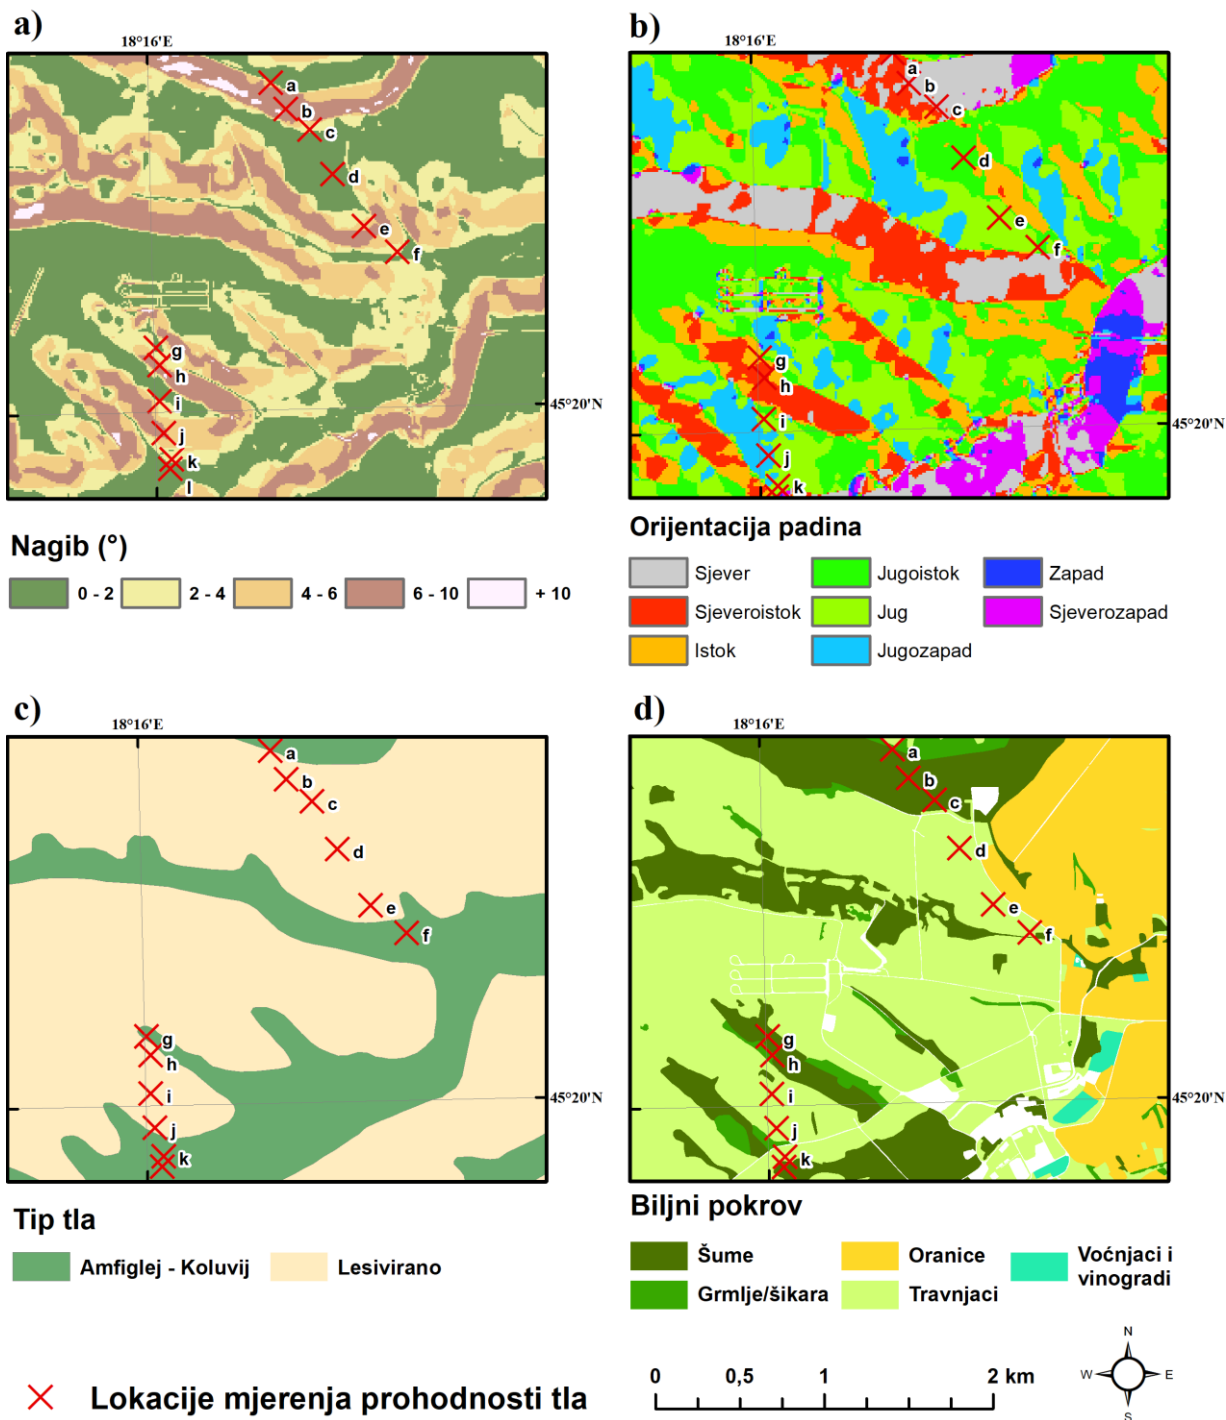 a)
18°16'E
a
b
c
d
e
f
g
h
i
j
k
l
45°20'N
Nagib (°)
0 - 2
2 - 4
4 - 6
6 - 10
+ 10
b)
18°16'E
a
b
c
d
e
f
g
h
i
j
k
45°20'N
Orijentacija padina
Sjever
Jugoistok
Zapad
Sjeveroistok
Jug
Sjeverozapad
Istok
Jugozapad
c)
18°16'E
a
b
c
d
e
f
g
h
i
j
k
45°20'N
Tip tla
Amfiglej - Koluvij
Lesivirano
d)
18°16'E
a
b
c
d
e
f
g
h
i
j
k
45°20'N
Biljni pokrov
Šume
Oranice
Voćnjaci i
vinogradi
Grmlje/šikara
Travnjaci
Lokacije mjerenja prohodnosti tla
0
0,5
1
2 km
N
W
E
S